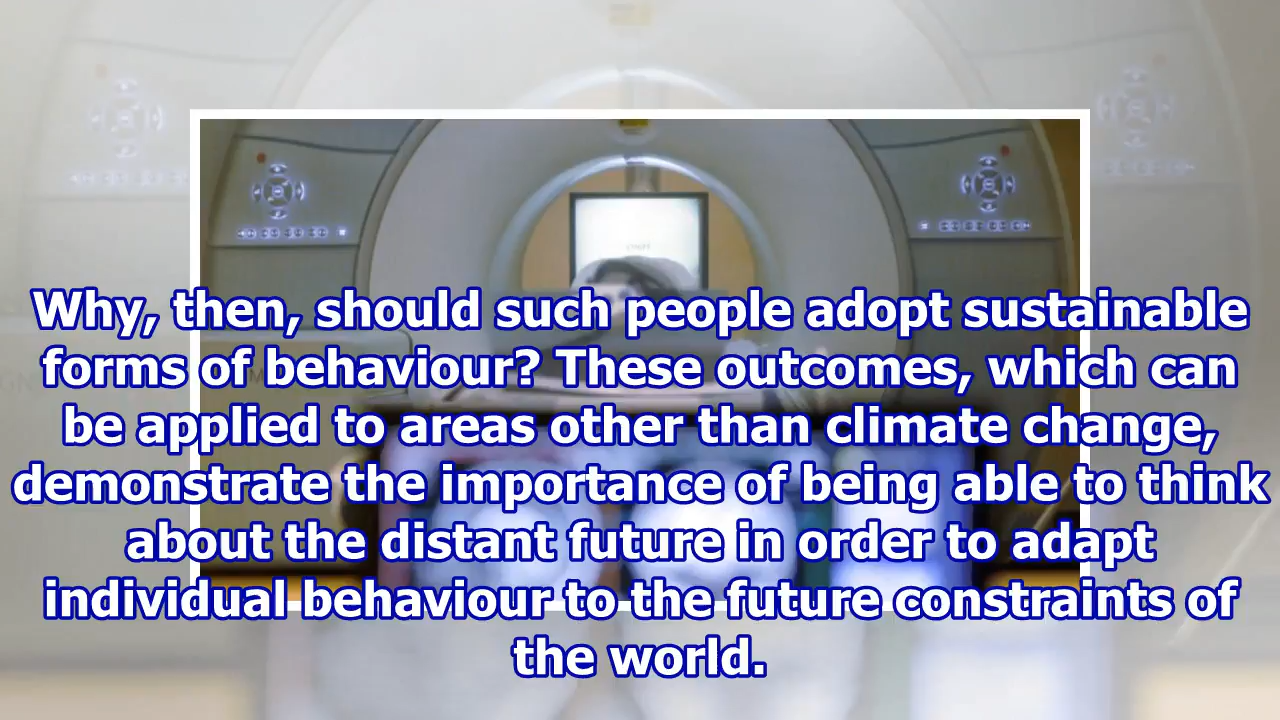 Why, then, should such people adopt sustainable
forms of behaviour? These outcomes, which can
be applied to areas other than climate change,
demonstrate the importance of being able to think
about the distant future in order to adapt
individual behaviour to the future constraints of
the world.